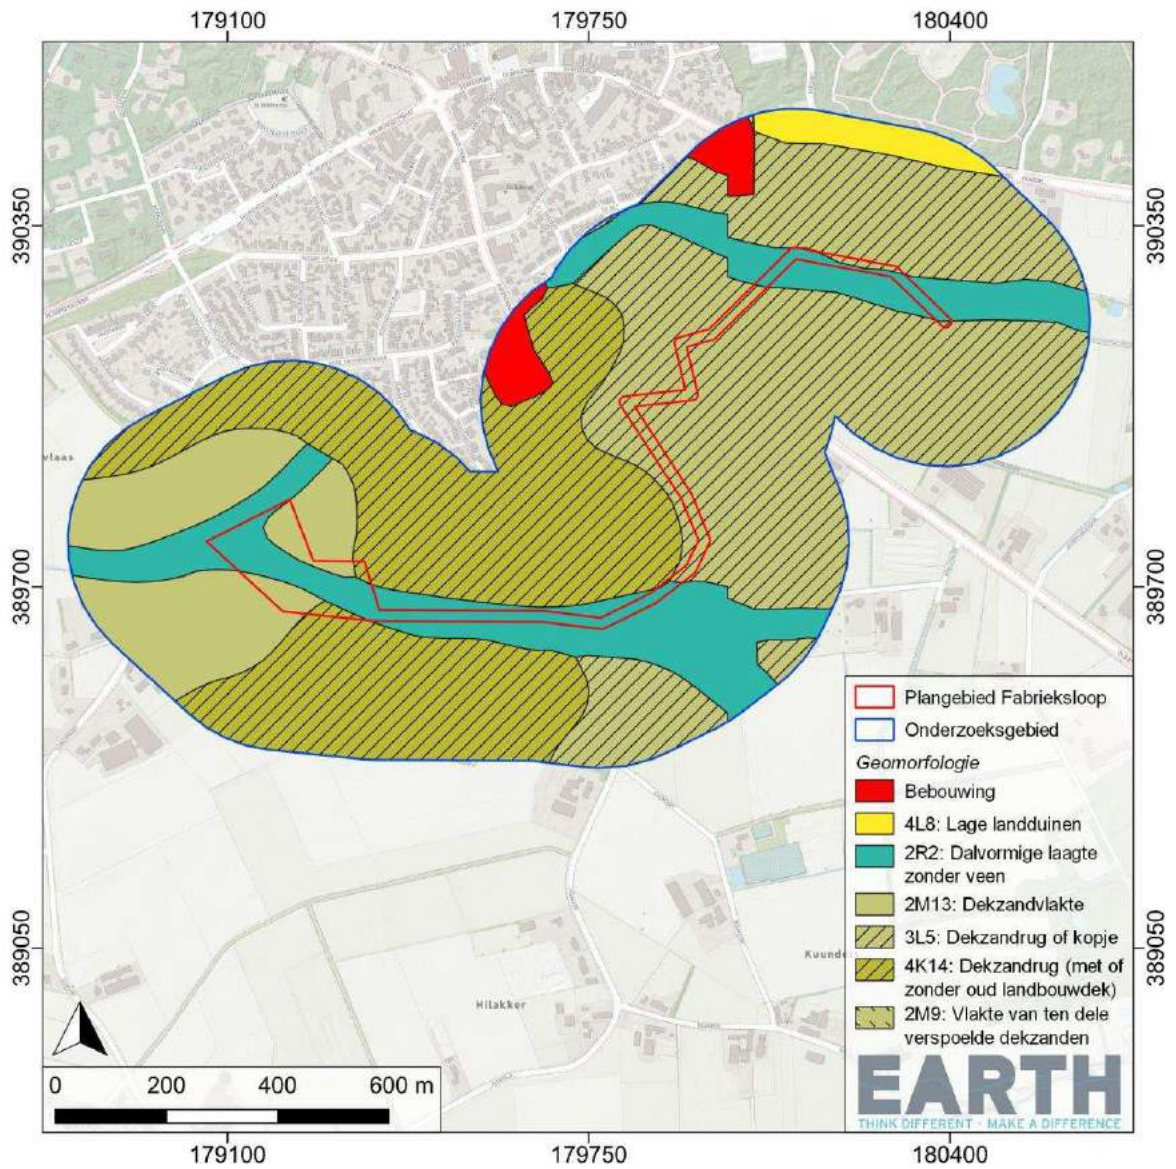 179100 179750 180400
390350 390350
389700 389700
389050 389050
vlaas
Hilakker
Plangebied Fabrieksloop
Onderzoeksgebied
Geomorfologie
Bebouwing
4L8: Lage landduinen
2R2: Dalvormige laagte
zonder veen
2M13: Dekzandvlakte
3L5: Dekzandrug of kopje
4K14: Dekzandrug (met of
zonder oud landbouwdek)
2M9: Vlakte van ten dele
verspoelde dekzanden
EARTH
THINK DIFFERENT - MAKE A DIFFERENCE
0 200 400 600 m
179100 179750 180400